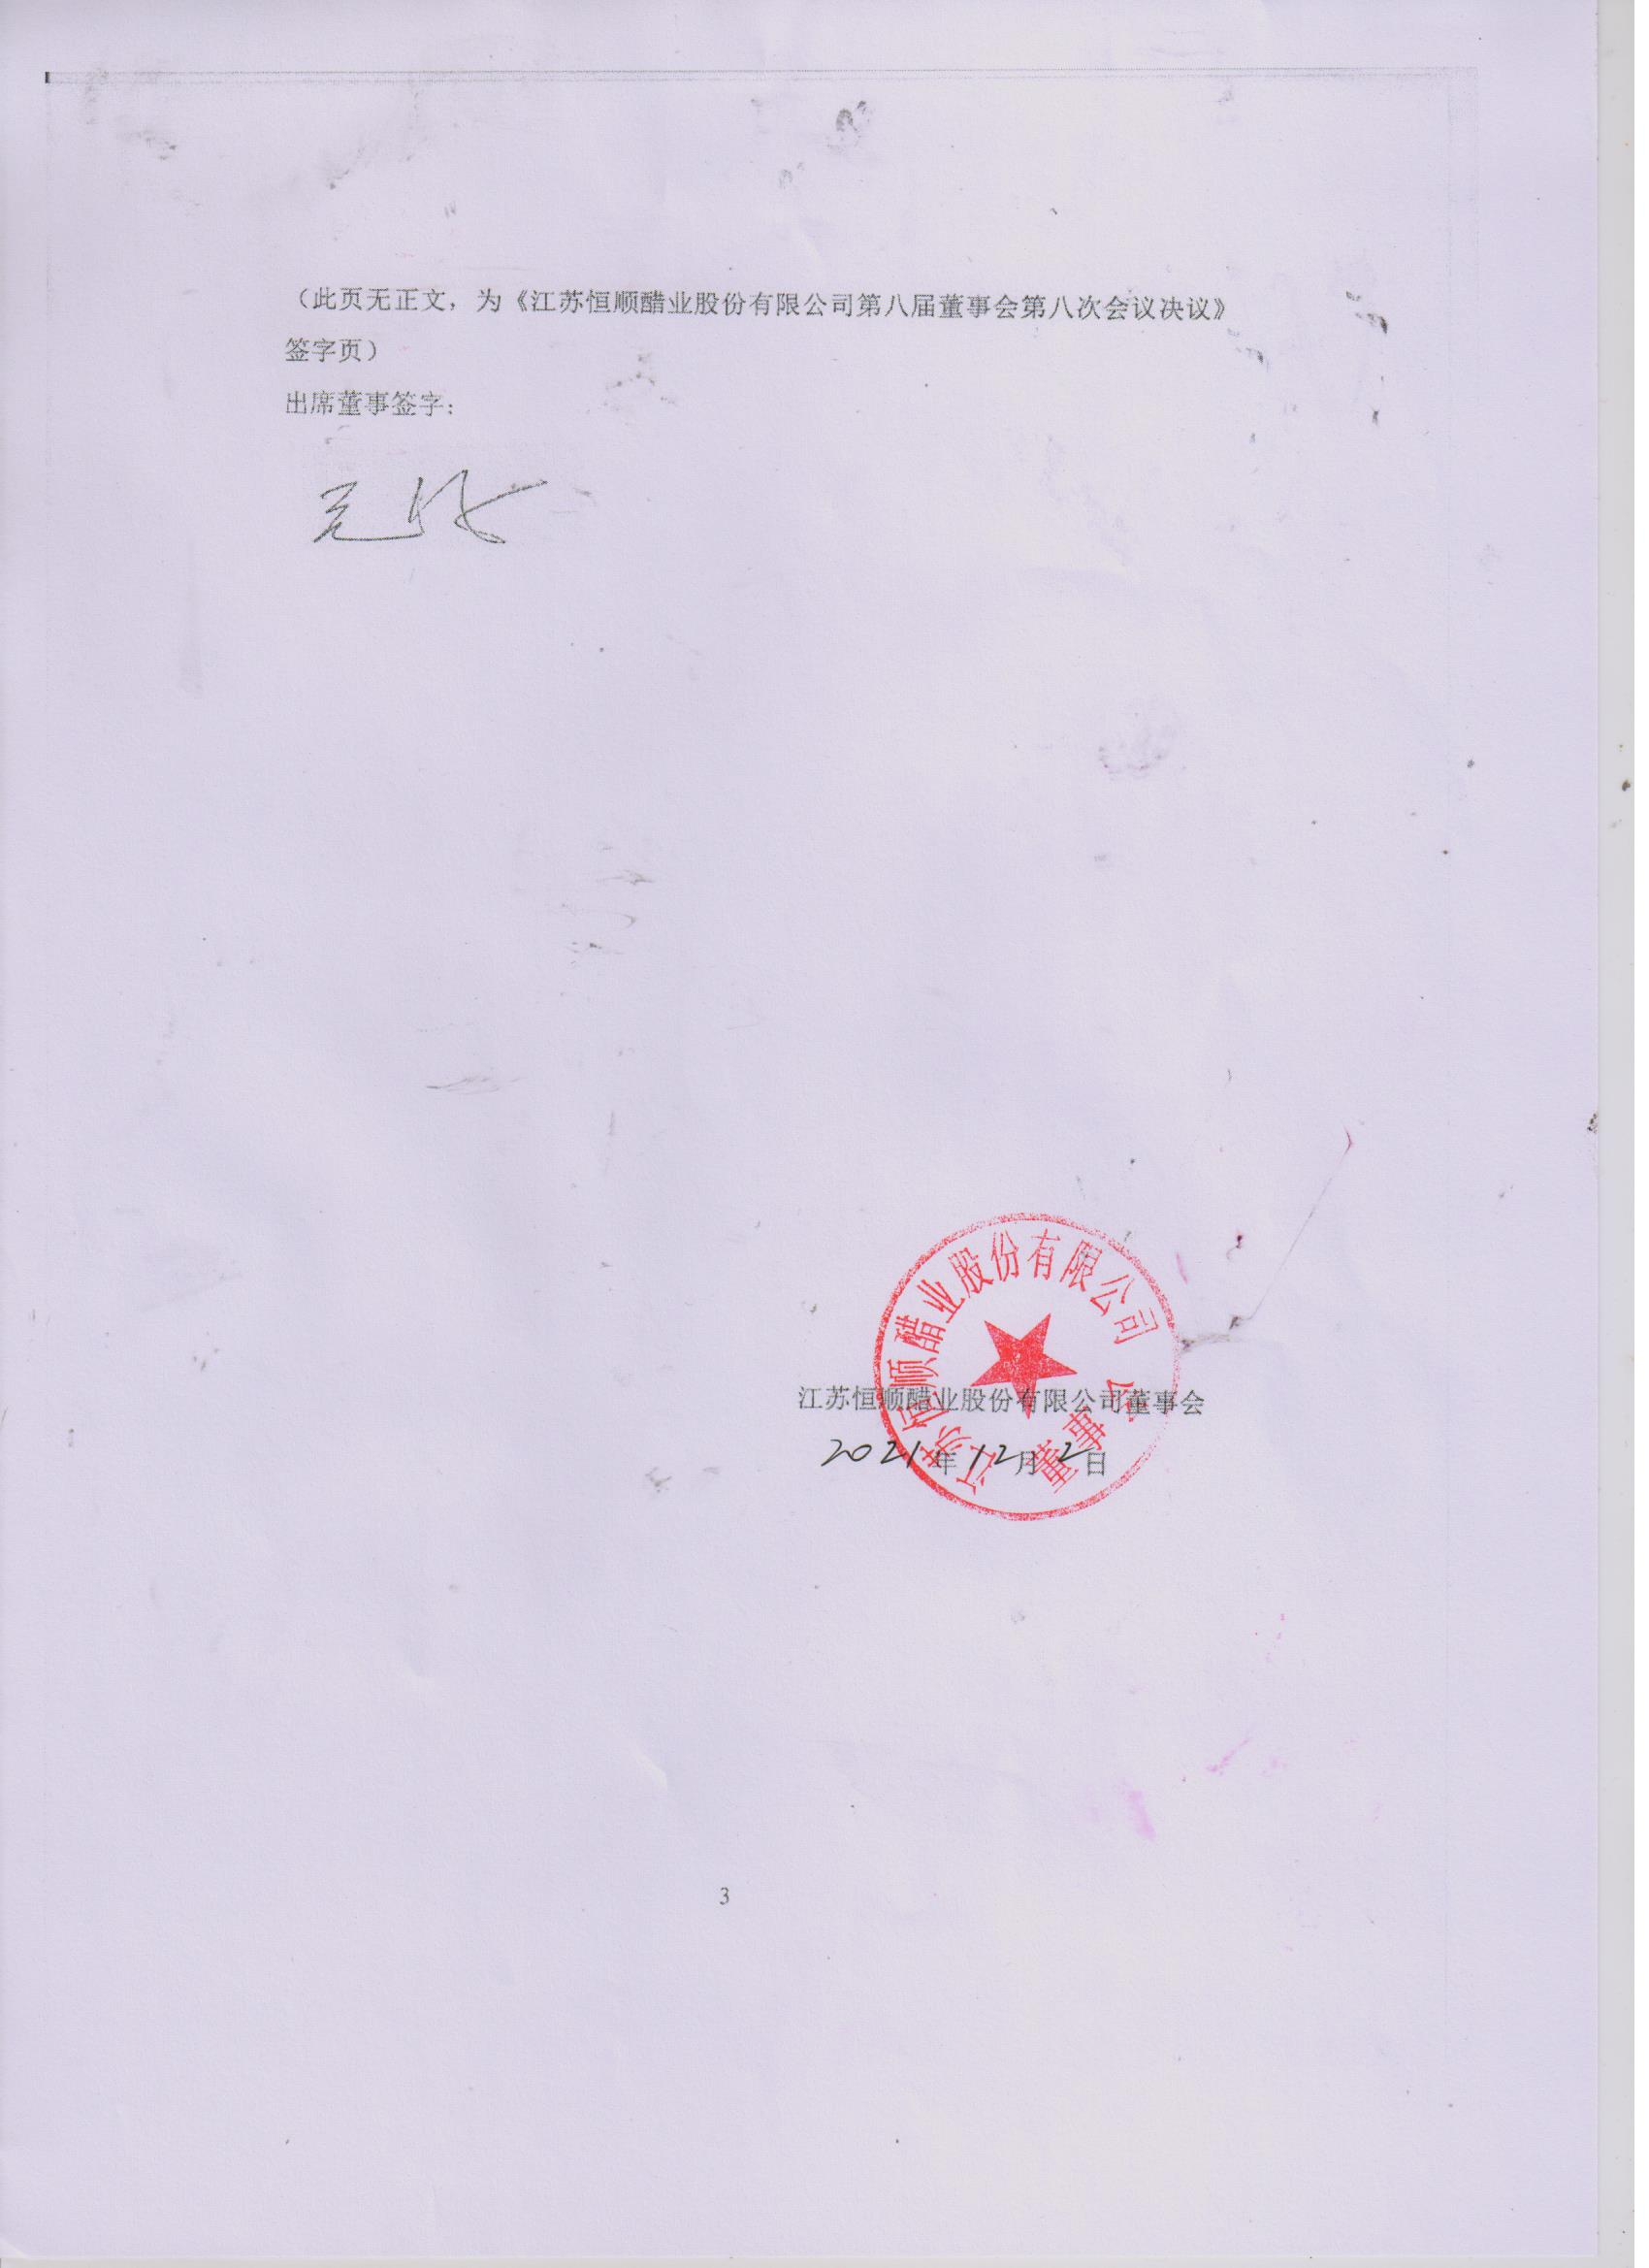 （此页无正文，为《江苏恒顺醋业股份有限公司第八届董事会第八次会议决议》
签字页）
出席董事签字：
江苏恒顺醋业股份有限公司
董事会
江苏恒顺醋业股份有限公司董事会
2021年12月2日
3